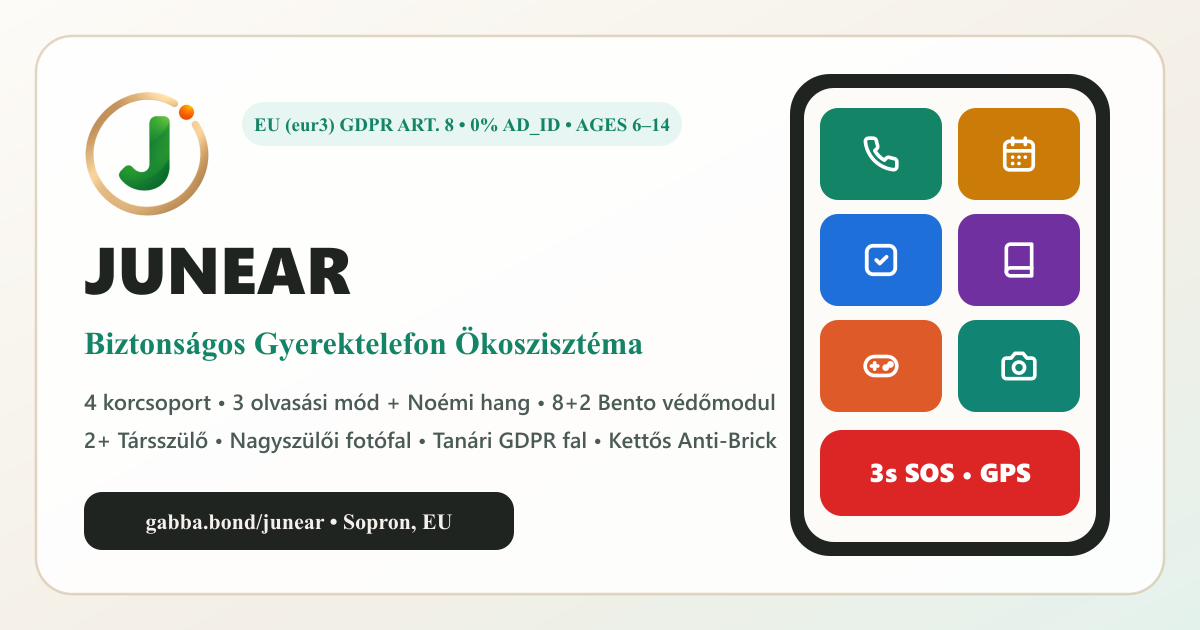 J
EU (eur3) GDPR ART. 8 • 0% AD_ID • AGES 6–14
JUNEAR
Biztonságos Gyerektelefon Ökoszisztéma
4 korcsoport • 3 olvasási mód + Noémi hang • 8+2 Bento védőmodul
2+ Társszülő • Nagyszülői fotófal • Tanári GDPR fal • Kettős Anti-Brick
gabba.bond/junear • Sopron, EU
3s SOS • GPS